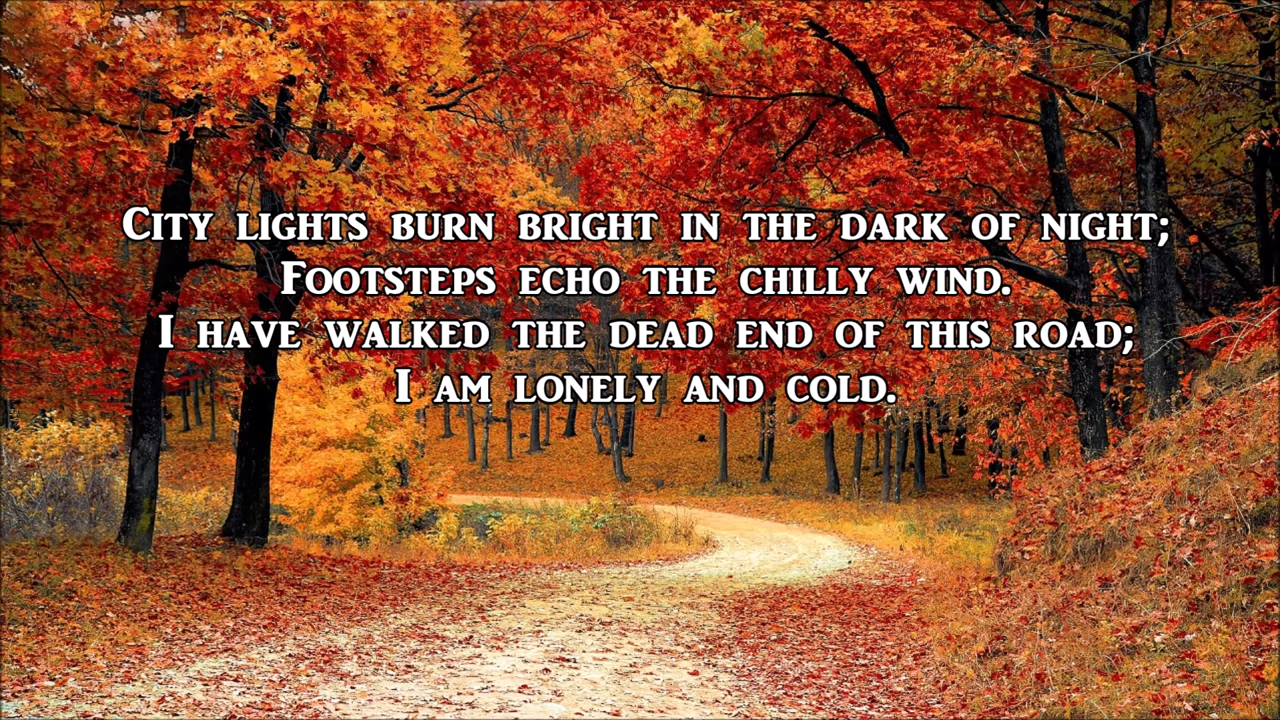 City lights burn bright in the dark of night;
Footsteps echo the chilly wind.
I have walked the dead end of this road;
I am lonely and cold.